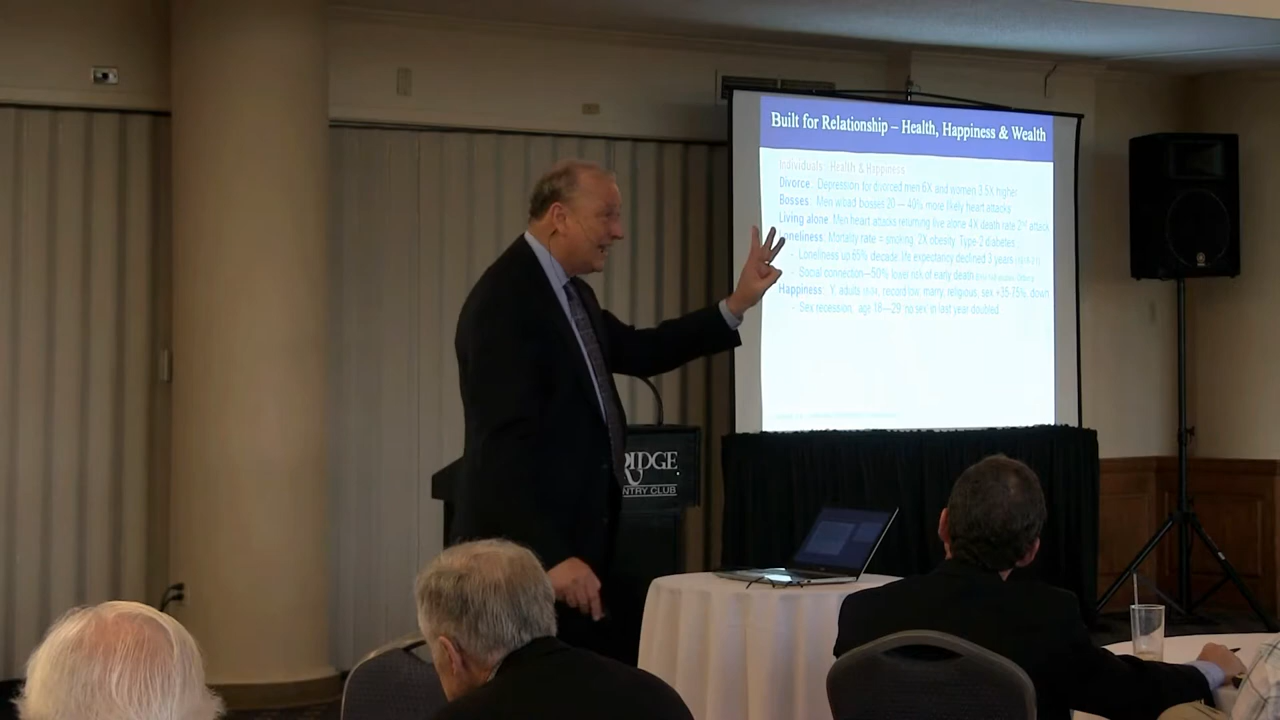 Built for Relationship – Health, Happiness & Wealth
Individuals: Health & Happiness
Divorce: Depression for divorced men 6X and women 3.5X higher
Bosses: Men w/bad bosses 20 — 40% more likely heart attacks
Living alone: Men heart attacks returning live alone 4X death rate 2nd attack
oneliness: Mortality rate = smoking, 2X obesity, Type-2 diabetes
- Loneliness up 65% decade, life expectancy declined 3 years
- Social connection—50% lower risk of early death
Happiness: Y. adults record low, marry, religious, sex +35-75% down
- Sex recession, age 18—29 no sex in last year doubled
RIDGE
NTRY CLUB